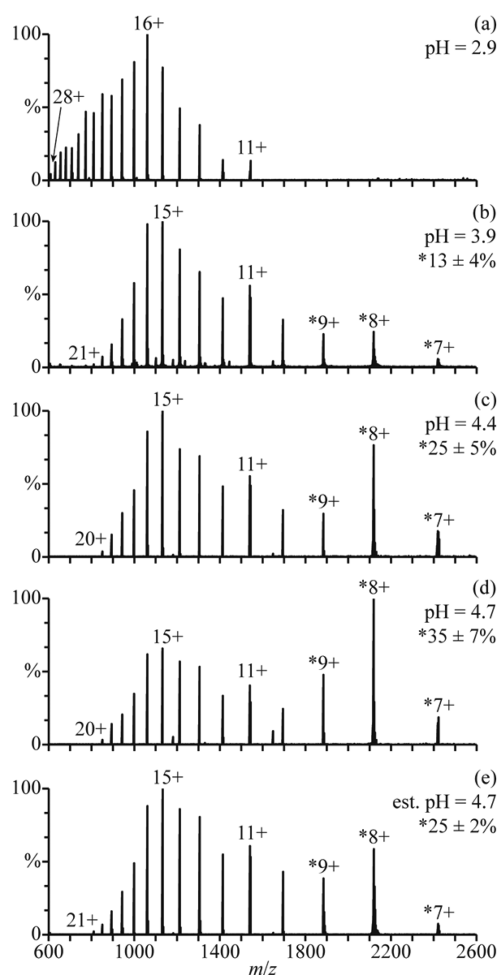 100
%
0
16+
28+
11+
(a)
pH = 2.9
100
%
0
15+
21+
11+
*9+
*8+
*7+
(b)
pH = 3.9
*13 ± 4%
100
%
0
15+
20+
11+
*9+
*8+
*7+
(c)
pH = 4.4
*25 ± 5%
100
%
0
15+
20+
11+
*9+
*8+
*7+
(d)
pH = 4.7
*35 ± 7%
100
%
0
15+
21+
11+
*9+
*8+
*7+
(e)
est. pH = 4.7
*25 ± 2%
600 1000 1400 1800 2200 2600
m/z